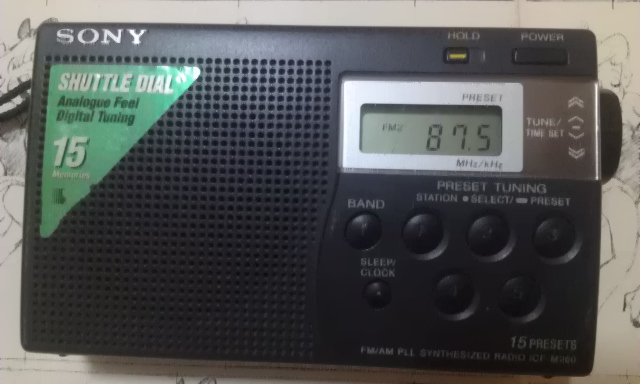 SONY
HOLD
POWER
SHUTTLE DIAL
Analogue Feel
Digital Tuning
15
Memories
PRESET
FM2
87.5
MHz/kHz
TUNE/
TIME SET
PRESET TUNING
STATION ● SELECT/ PRESET
BAND
SLEEP/
CLOCK
15 PRESETS
FM/AM PLL SYNTHESIZED RADIO ICF-M260